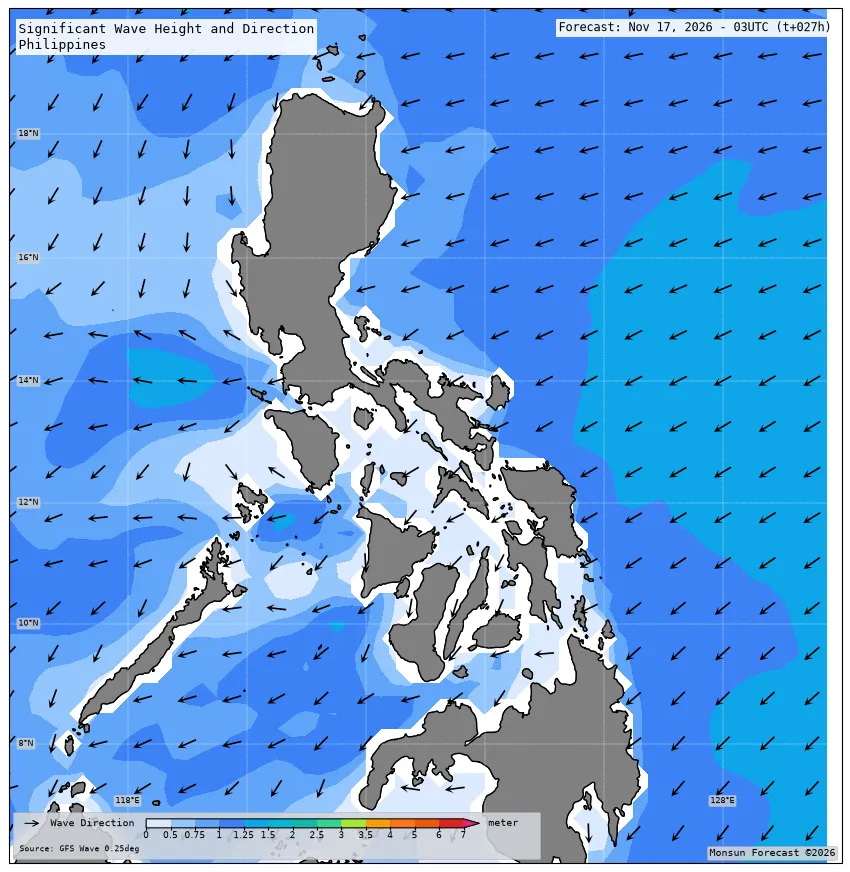 Significant Wave Height and Direction
Philippines
Forecast: Nov 17, 2026 - 03UTC (t+027h)
18°N
16°N
14°N
12°N
10°N
8°N
118°E
128°E
Wave Direction
0 0.5 0.75 1 1.25 1.5 2 2.5 3 3.5 4 5 6 7
meter
Source: GFS Wave 0.25deg
Monsun Forecast ©2026